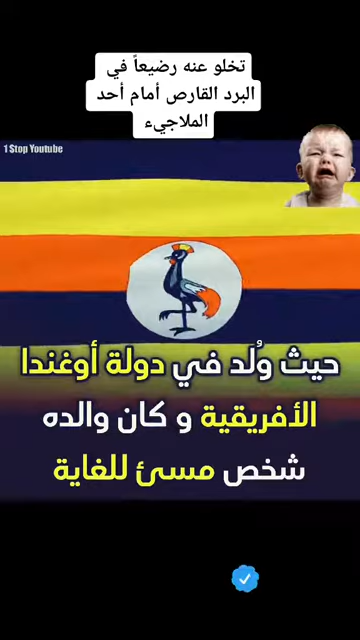 تخلو عنه رضيعاً في
البرد القارص أمام أحد
الملاجيء
1 $top Youtube
حيث وُلد في دولة أوغندا
الأفريقية و كان والده
شخص مسئ للغاية